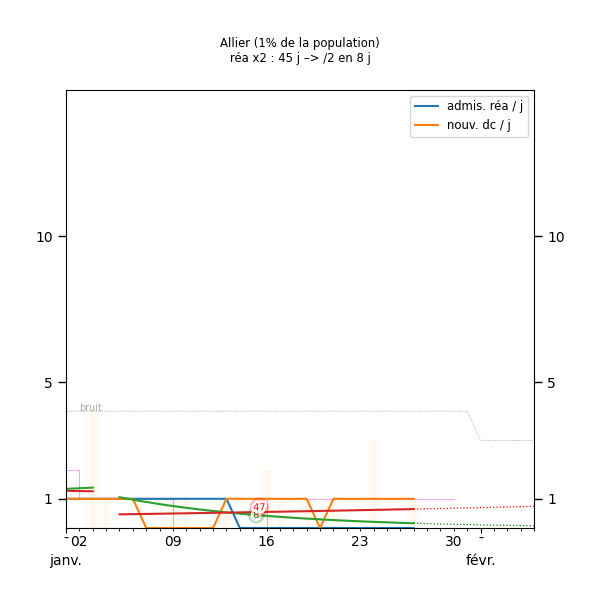 Allier (1% de la population)
réa x2 : 45 j –> /2 en 8 j
admis. réa / j
nouv. dc / j
10 10
5 5
bruit
1 1
47
8
02 09 16 23 30
janv. févr.